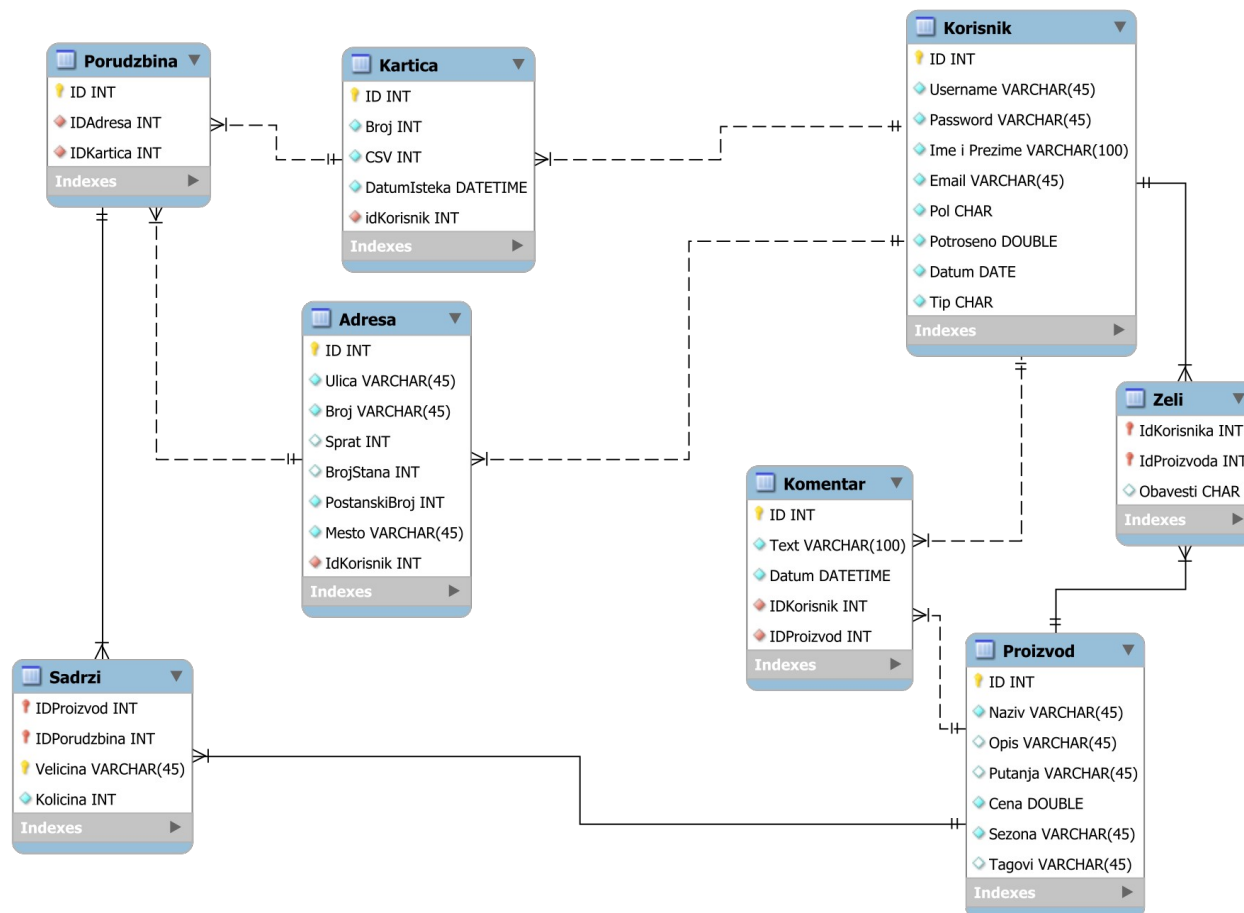 Porudzbina
ID INT
IDAdresa INT
IDKartica INT
Indexes
Kartica
ID INT
Broj INT
CSV INT
DatumIsteka DATETIME
idKorisnik INT
Indexes
Korisnik
ID INT
Username VARCHAR(45)
Password VARCHAR(45)
Ime i Prezime VARCHAR(100)
Email VARCHAR(45)
Pol CHAR
Potroseno DOUBLE
Datum DATE
Tip CHAR
Indexes
Adresa
ID INT
Ulica VARCHAR(45)
Broj VARCHAR(45)
Sprat INT
BrojStana INT
PostanskiBroj INT
Mesto VARCHAR(45)
IdKorisnik INT
Indexes
Zeli
IdKorisnika INT
IdProizvoda INT
Obavesti CHAR
Indexes
Komentar
ID INT
Text VARCHAR(100)
Datum DATETIME
IDKorisnik INT
IDProizvod INT
Indexes
Sadrzi
IDProizvod INT
IDPorudzbina INT
Velicina VARCHAR(45)
Kolicina INT
Indexes
Proizvod
ID INT
Naziv VARCHAR(45)
Opis VARCHAR(45)
Putanja VARCHAR(45)
Cena DOUBLE
Sezona VARCHAR(45)
Tagovi VARCHAR(45)
Indexes